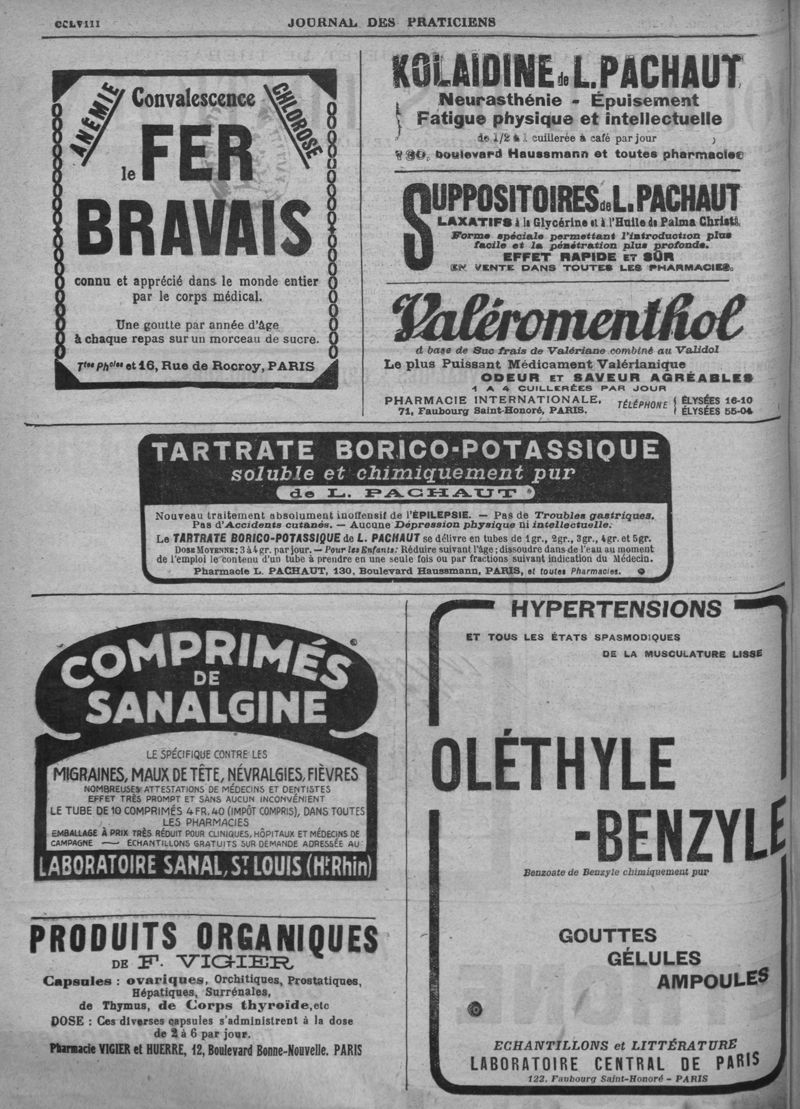 CCLVIII
JOURNAL DES PRATICIENS
ANÉMIE
Convalescence
CHLOROSE
le FER
BRAVAIS
connu et apprécié dans le monde entier
par le corps médical.
Une goutte par année d'âge
à chaque repas sur un morceau de sucre.
Ttes Phcies et 16, Rue de Rocroy, PARIS
KOLAIDINE de L. PACHAUT
Neurasthénie - Épuisement
Fatigue physique et intellectuelle
de 1/2 à 1 cuillerée à café par jour
boulevard Haussmann et toutes pharmacies
SUPPOSITOIRES de L. PACHAUT
LAXATIFS à la Glycérine et à l'Huile de Palma Christi.
Forme spéciale permettant l'introduction plus
facile et la pénétration plus profonde.
EFFET RAPIDE ET SÛR
EN VENTE DANS TOUTES LES PHARMACIES.
Valéromenthol
à base de Suc frais de Valériane combiné au Validol
Le plus Puissant Médicament Valérianique
ODEUR ET SAVEUR AGRÉABLES
1 A 4 CUILLERÉES PAR JOUR
PHARMACIE INTERNATIONALE,
71, Faubourg Saint-Honoré, PARIS.
TÉLÉPHONE
ÉLYSÉES 16-10
ÉLYSÉES 55-04
TARTRATE BORICO-POTASSIQUE
soluble et chimiquement pur
de L. PACHAUT
Nouveau traitement absolument inoffensif de l'ÉPILEPSIE. — Pas de Troubles gastriques.
Pas d'Accidents cutanés. — Aucune Dépression physique ni intellectuelle.
Le TARTRATE BORICO-POTASSIQUE de L. PACHAUT se délivre en tubes de 1gr., 2gr., 3gr., 4gr. et 5gr.
DOSE MOYENNE: 3 à 4 gr. par jour. — Pour les Enfants: Réduire suivant l'âge; dissoudre dans de l'eau au moment
de l'emploi le contenu d'un tube à prendre en une seule fois ou par fractions suivant indication du Médecin.
Pharmacie L. PACHAUT, 130, Boulevard Haussmann, PARIS, et toutes Pharmacies.
COMPRIMÉS
DE
SANALGINE
LE SPÉCIFIQUE CONTRE LES
MIGRAINES, MAUX DE TÊTE, NÉVRALGIES, FIÈVRES
NOMBREUSES ATTESTATIONS DE MÉDECINS ET DENTISTES
EFFET TRÈS PROMPT ET SANS AUCUN INCONVÉNIENT
LE TUBE DE 10 COMPRIMÉS 4 FR. 40 (IMPÔT COMPRIS), DANS TOUTES
LES PHARMACIES
EMBALLAGE À PRIX TRÈS RÉDUIT POUR CLINIQUES, HÔPITAUX ET MÉDECINS DE
CAMPAGNE — ÉCHANTILLONS GRATUITS SUR DEMANDE ADRESSÉE AU
LABORATOIRE SANAL, ST LOUIS (Ht Rhin)
PRODUITS ORGANIQUES
DE F. VIGIER
Capsules : ovariques, Orchitiques, Prostatiques,
Hépatiques, Surrénales,
de Thymus, de Corps thyroïde, etc
DOSE : Ces diverses capsules s'administrent à la dose
de 2 à 6 par jour.
Pharmacie VIGIER et HUERRE, 12, Boulevard Bonne-Nouvelle. PARIS
HYPERTENSIONS
ET TOUS LES ÉTATS SPASMODIQUES
DE LA MUSCULATURE LISSE
OLÉTHYLE
-BENZYLE
Benzoate de Benzyle chimiquement pur
GOUTTES
GÉLULES
AMPOULES
ECHANTILLONS et LITTÉRATURE
LABORATOIRE CENTRAL DE PARIS
122, Faubourg Saint-Honoré - PARIS